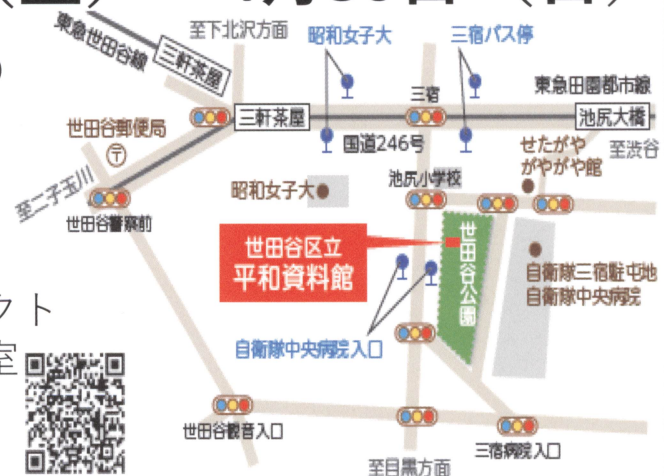 東急世田谷線
三軒茶屋
至下北沢方面
昭和女子大
三宿バス停
東急田園都市線
三宿
三軒茶屋
池尻大橋
世田谷郵便局
〒
国道246号
至渋谷
せたがや
がやがや館
至二子玉川
昭和女子大
池尻小学校
世田谷警察前
世田谷区立
平和資料館
世田谷公園
自衛隊三宿駐屯地
自衛隊中央病院
クト
室
自衛隊中央病院入口
世田谷観音入口
三宿病院入口
至目黒方面